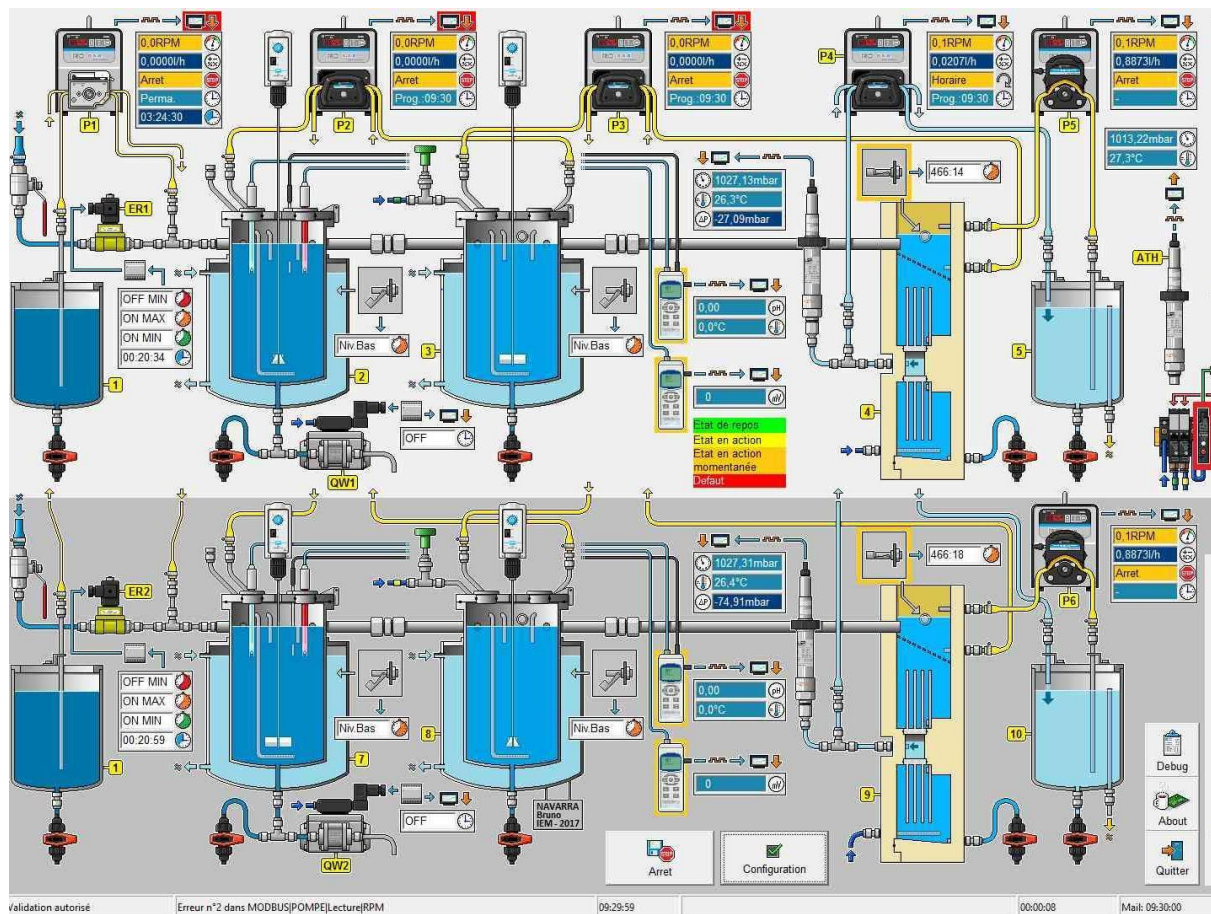 0,0RPM
0,0000l/h
Arret
Perma.
03:24:30
P1
0,0RPM
0,0000l/h
Arret
Prog.:09:30
P2
0,0RPM
0,0000l/h
Arret
Prog.:09:30
P3
P4
0,1RPM
0,0207l/h
Horaire
Prog.:09:30
0,1RPM
0,8873l/h
Arret
-
P5
1013,22mbar
27,3°C
ATH
ER1
OFF MIN
ON MAX
ON MIN
00:20:34
1
2
Niv.Bas
3
Niv.Bas
1027,13mbar
26,3°C
ΔP -27,09mbar
466:14
0,00 pH
0,0°C
0 mV
4
5
OFF
QW1
Etat de repos
Etat en action
Etat en action
momentanée
Defaut
ER2
OFF MIN
ON MAX
ON MIN
00:20:59
1
7
Niv.Bas
8
Niv.Bas
1027,31mbar
26,4°C
ΔP -74,91mbar
466:18
0,00 pH
0,0°C
0 mV
9
10
0,1RPM
0,8873l/h
Arret
-
P6
OFF
QW2
NAVARRA
Bruno
IEM - 2017
Arret
Configuration
Debug
About
Quitter
Validation autorisé
Erreur n°2 dans MODBUS|POMPE|Lecture|RPM
09:29:59
00:00:08
Mail: 09:30:00